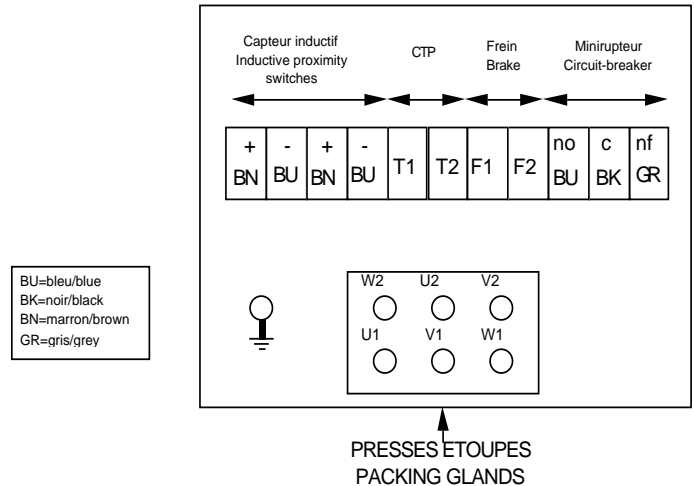 Capteur inductif
Inductive proximity
switches
CTP
Frein
Brake
Minirupteur
Circuit-breaker
+ - + - no c nf
BN BU BN BU T1 T2 F1 F2 BU BK GR
BU=bleu/blue
BK=noir/black
BN=marron/brown
GR=gris/grey
W2 U2 V2
U1 V1 W1
PRESSES ETOUPES
PACKING GLANDS